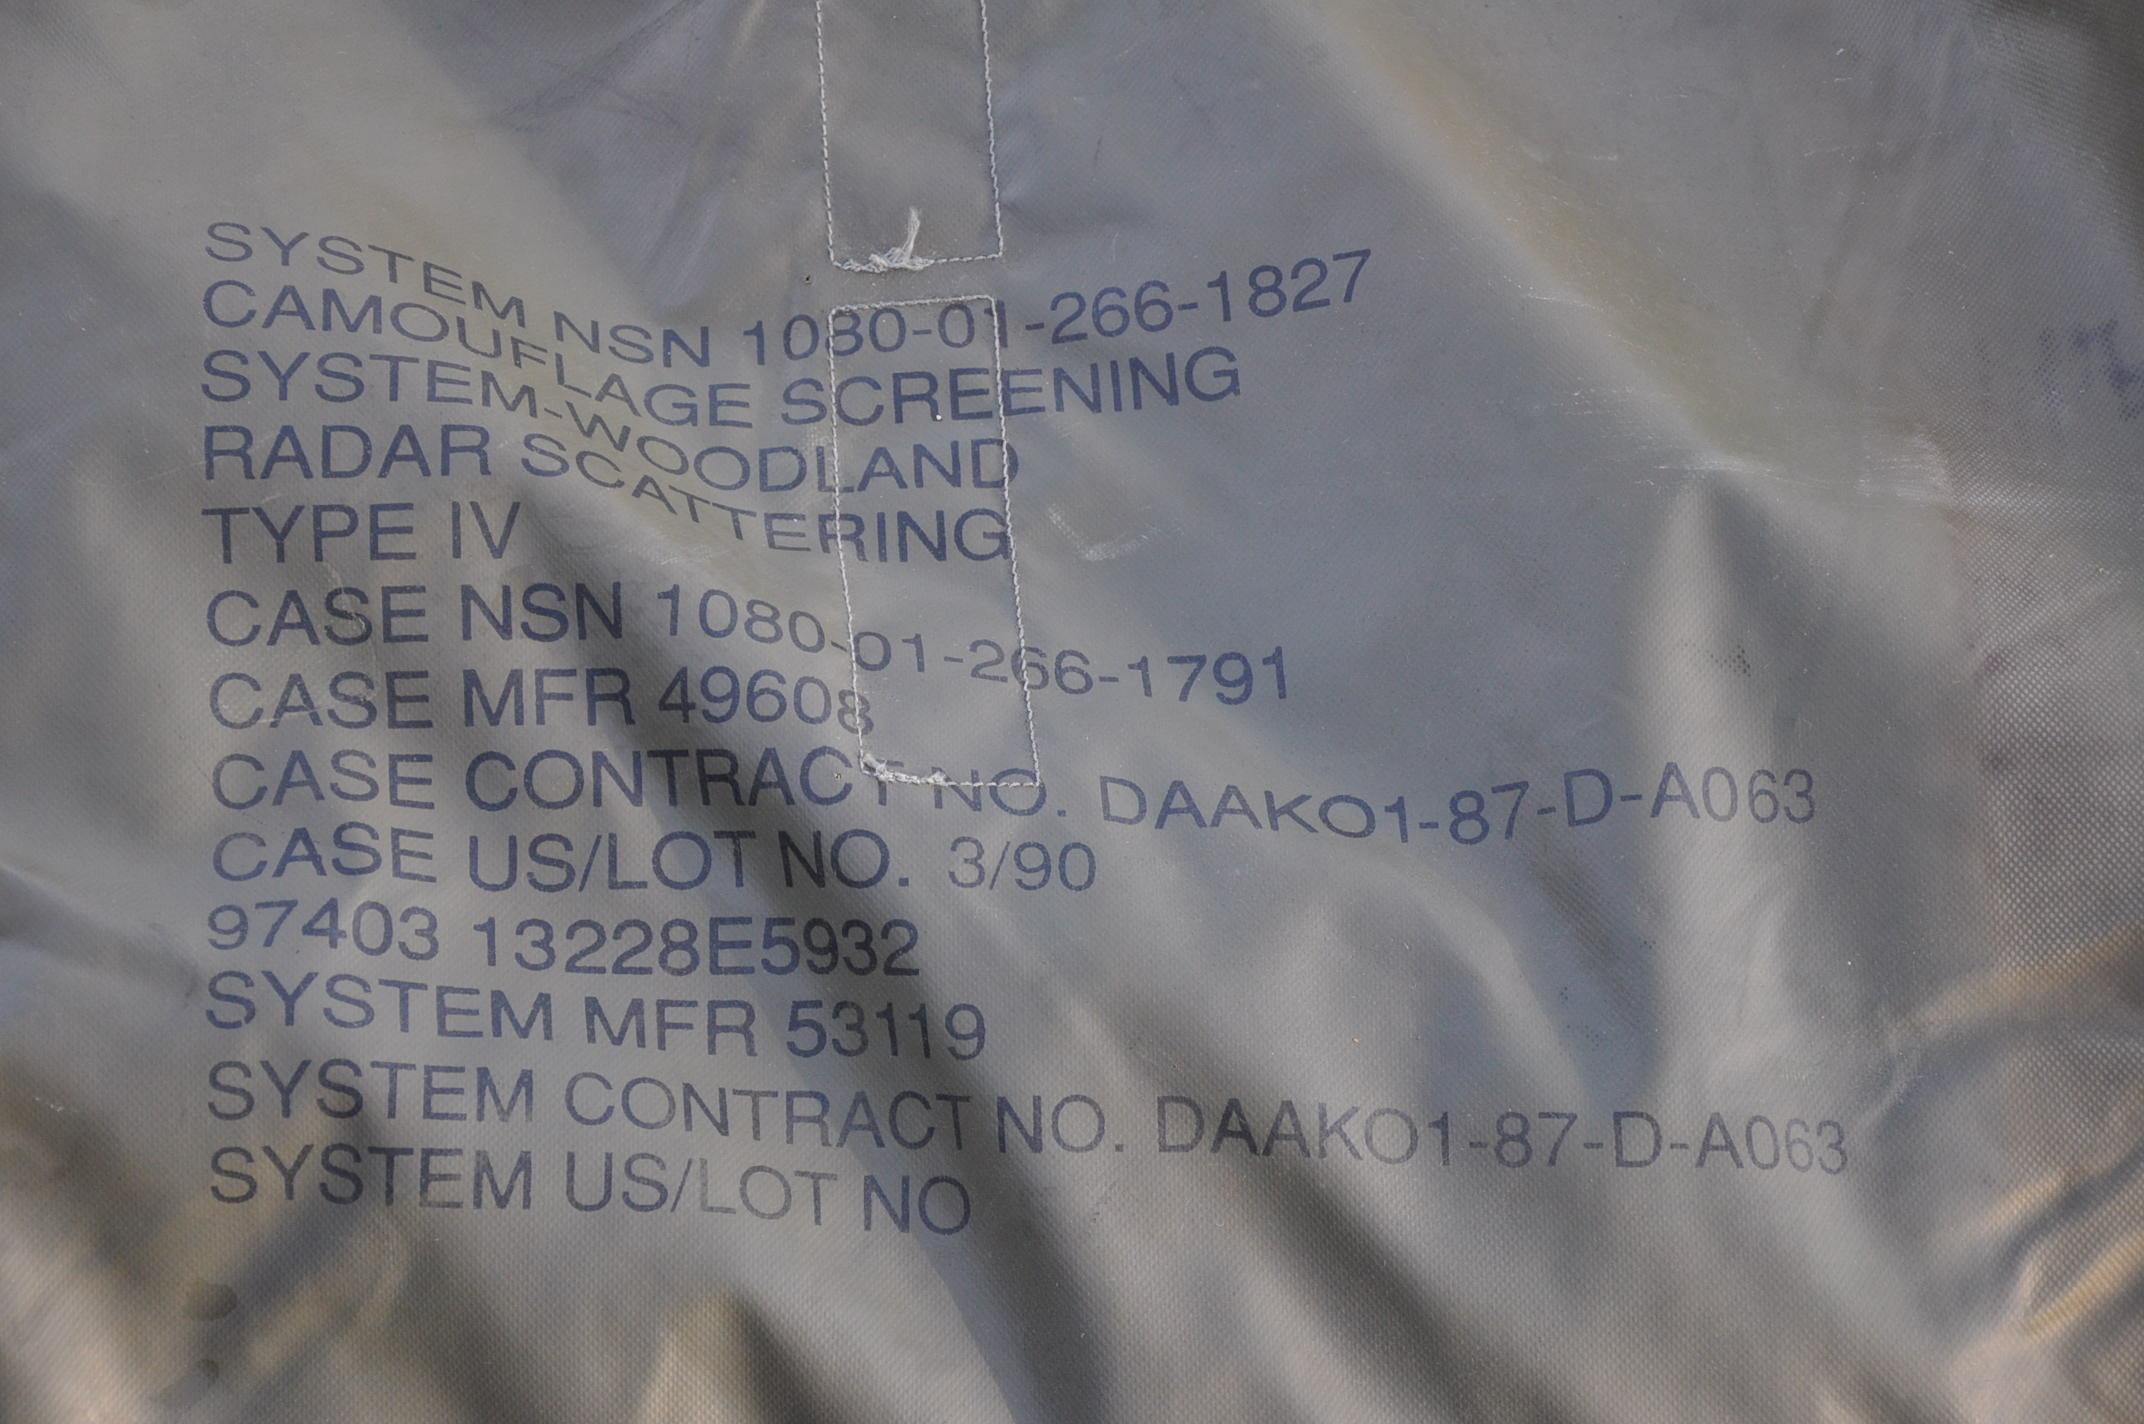 SYSTEM NSN 1080-01-266-1827
CAMOUFLAGE SCREENING
SYSTEM-WOODLAND
RADAR SCATTERING
TYPE IV
CASE NSN 1080-01-266-1791
CASE MFR 49608
CASE CONTRACT NO. DAAKO1-87-D-A063
CASE US/LOT NO. 3/90
97403 13228E5932
SYSTEM MFR 53119
SYSTEM CONTRACT NO. DAAKO1-87-D-A063
SYSTEM US/LOT NO